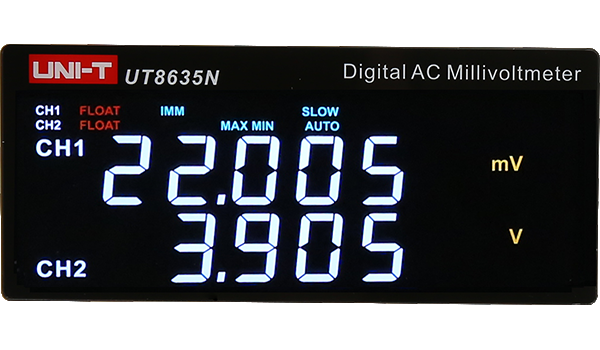 UNI-T UT8635N Digital AC Millivoltmeter
CH1 FLOAT IMM SLOW
CH2 FLOAT MAX MIN AUTO
CH1 22.005 mV
CH2 3.905 V